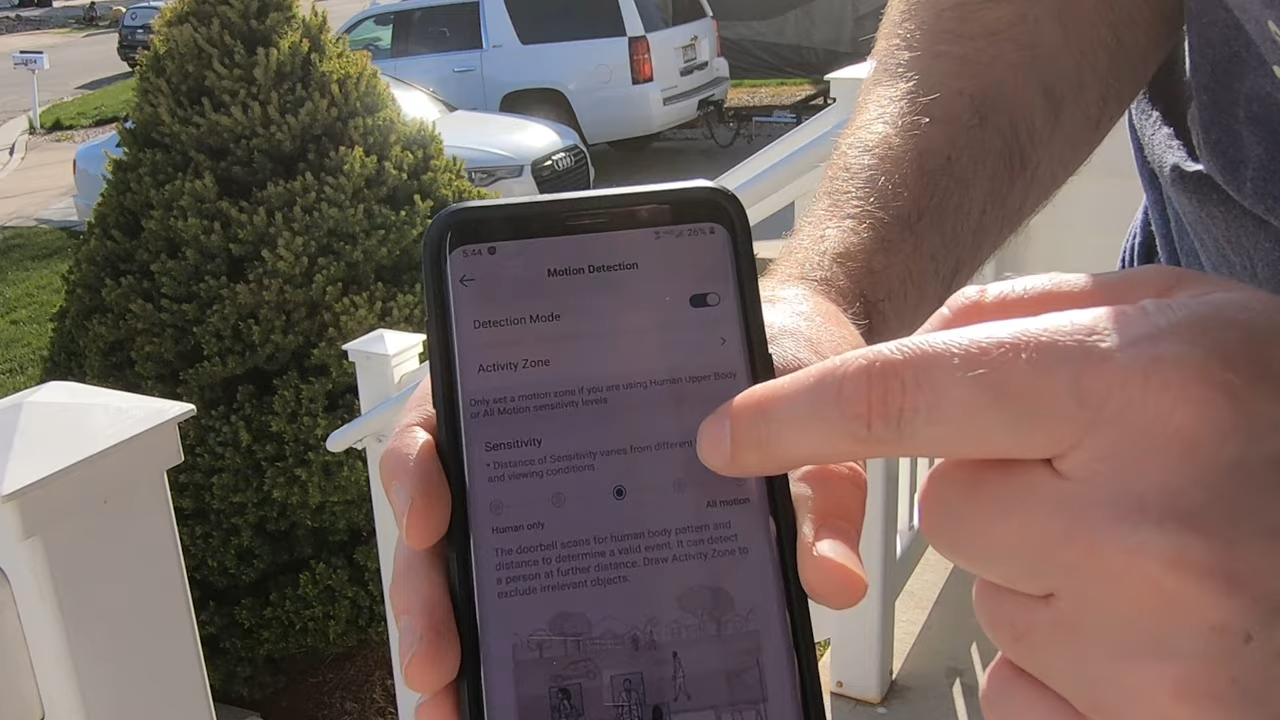 1804
5:44
26%
Motion Detection
Detection Mode
Activity Zone
Only set a motion zone if you are using Human Upper Body
or All Motion sensitivity levels
Sensitivity
* Distance of Sensitivity varies from different
and viewing conditions
Human only
All motion
The doorbell scans for human body pattern and
distance to determine a valid event. It can detect
a person at further distance. Draw Activity Zone to
exclude irrelevant objects.